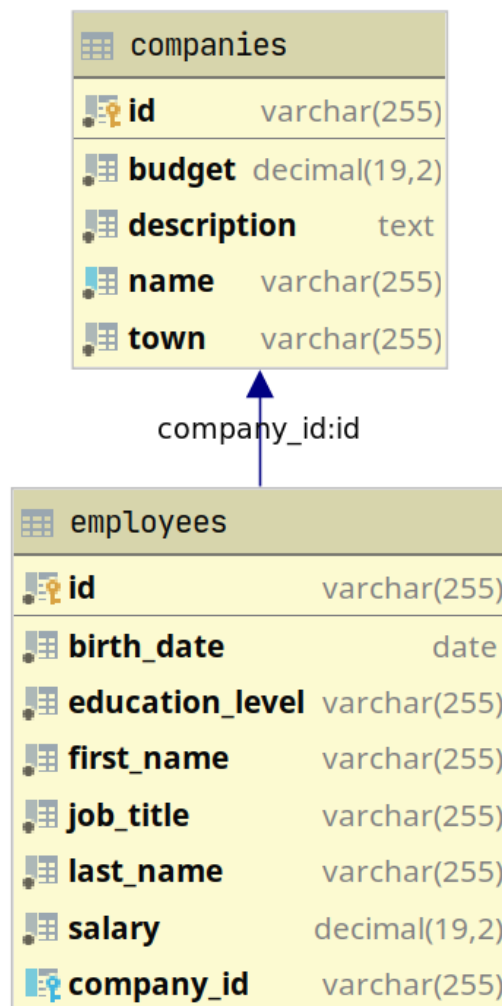 companies
id varchar(255)
budget decimal(19,2)
description text
name varchar(255)
town varchar(255)
company_id:id
employees
id varchar(255)
birth_date date
education_level varchar(255)
first_name varchar(255)
job_title varchar(255)
last_name varchar(255)
salary decimal(19,2)
company_id varchar(255)